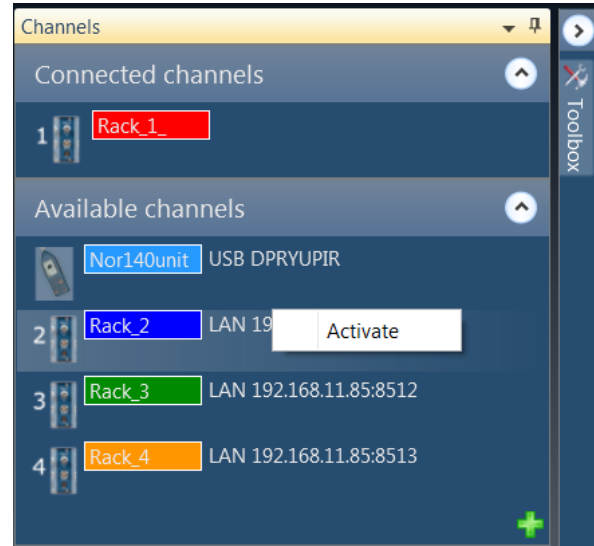 Channels
Connected channels
1 Rack_1_
Available channels
Nor140unit USB DPRYUPIR
2 Rack_2 LAN 19
Activate
3 Rack_3 LAN 192.168.11.85:8512
4 Rack_4 LAN 192.168.11.85:8513
Toolbox